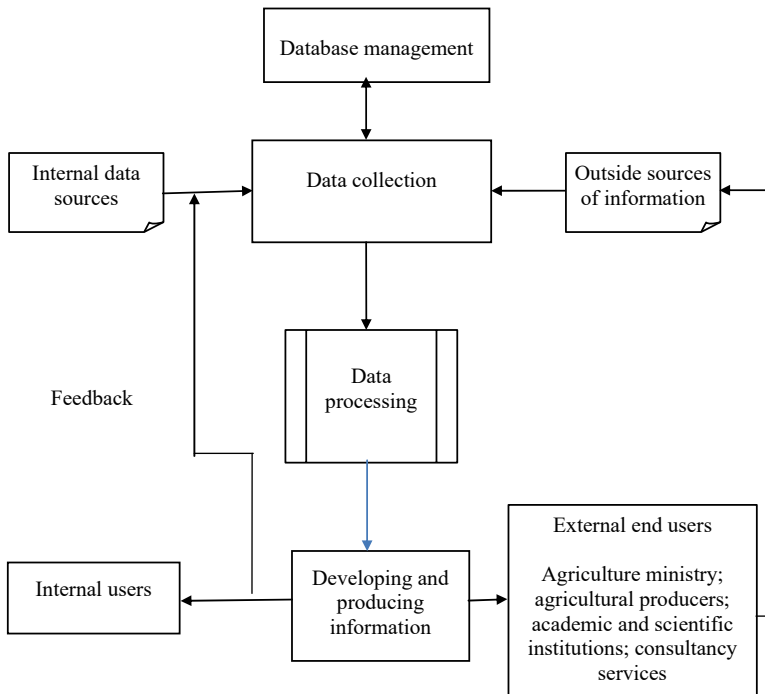 Database management
Internal data
sources
Data collection
Outside sources
of information
Data
processing
Feedback
Internal users
Developing and
producing
information
External end users
Agriculture ministry;
agricultural producers;
academic and scientific
institutions; consultancy
services